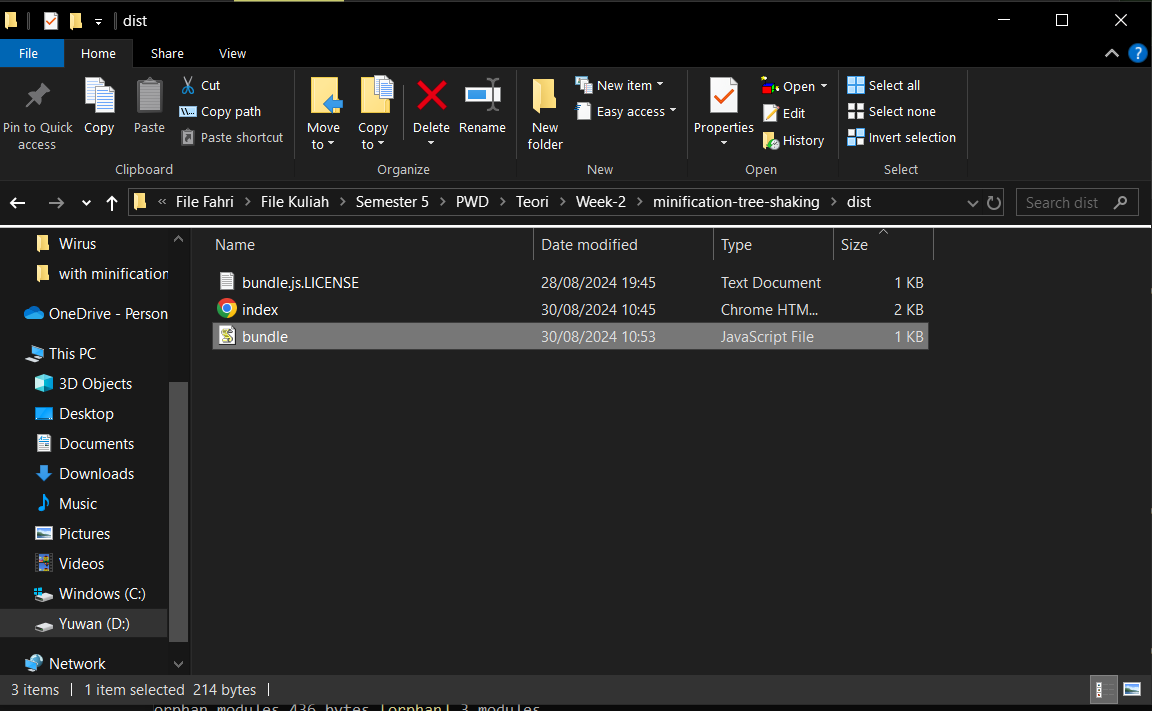 dist
File Home Share View
Pin to Quick access
Copy
Paste
Cut
Copy path
Paste shortcut
Clipboard
Move to
Copy to
Delete
Rename
Organize
New folder
New item
Easy access
New
Properties
Open
Edit
History
Open
Select all
Select none
Invert selection
Select
« File Fahri > File Kuliah > Semester 5 > PWD > Teori > Week-2 > minification-tree-shaking > dist
Search dist
Wirus
with minification
OneDrive - Person
This PC
3D Objects
Desktop
Documents
Downloads
Music
Pictures
Videos
Windows (C:)
Yuwan (D:)
Network
Name Date modified Type Size
bundle.js.LICENSE 28/08/2024 19:45 Text Document 1 KB
index 30/08/2024 10:45 Chrome HTM... 2 KB
bundle 30/08/2024 10:53 JavaScript File 1 KB
3 items | 1 item selected 214 bytes |
orphan modules 436 bytes [orphan] 3 modules